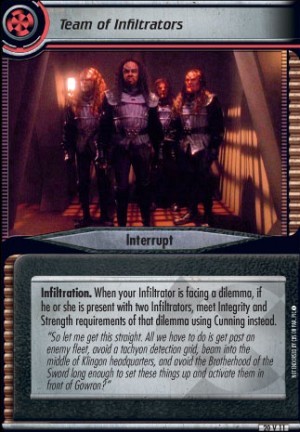 Team of Infiltrators
Interrupt
Infiltration. When your Infiltrator is facing a dilemma, if
he or she is present with two Infiltrators, meet Integrity and
Strength requirements of that dilemma using Cunning instead.
"So let me get this straight. All we have to do is get past an
enemy fleet, avoid a tachyon detection grid, beam into the
middle of Klingon headquarters, and avoid the Brotherhood of the
Sword long enough to set these things up and activate them in
front of Gowron?"